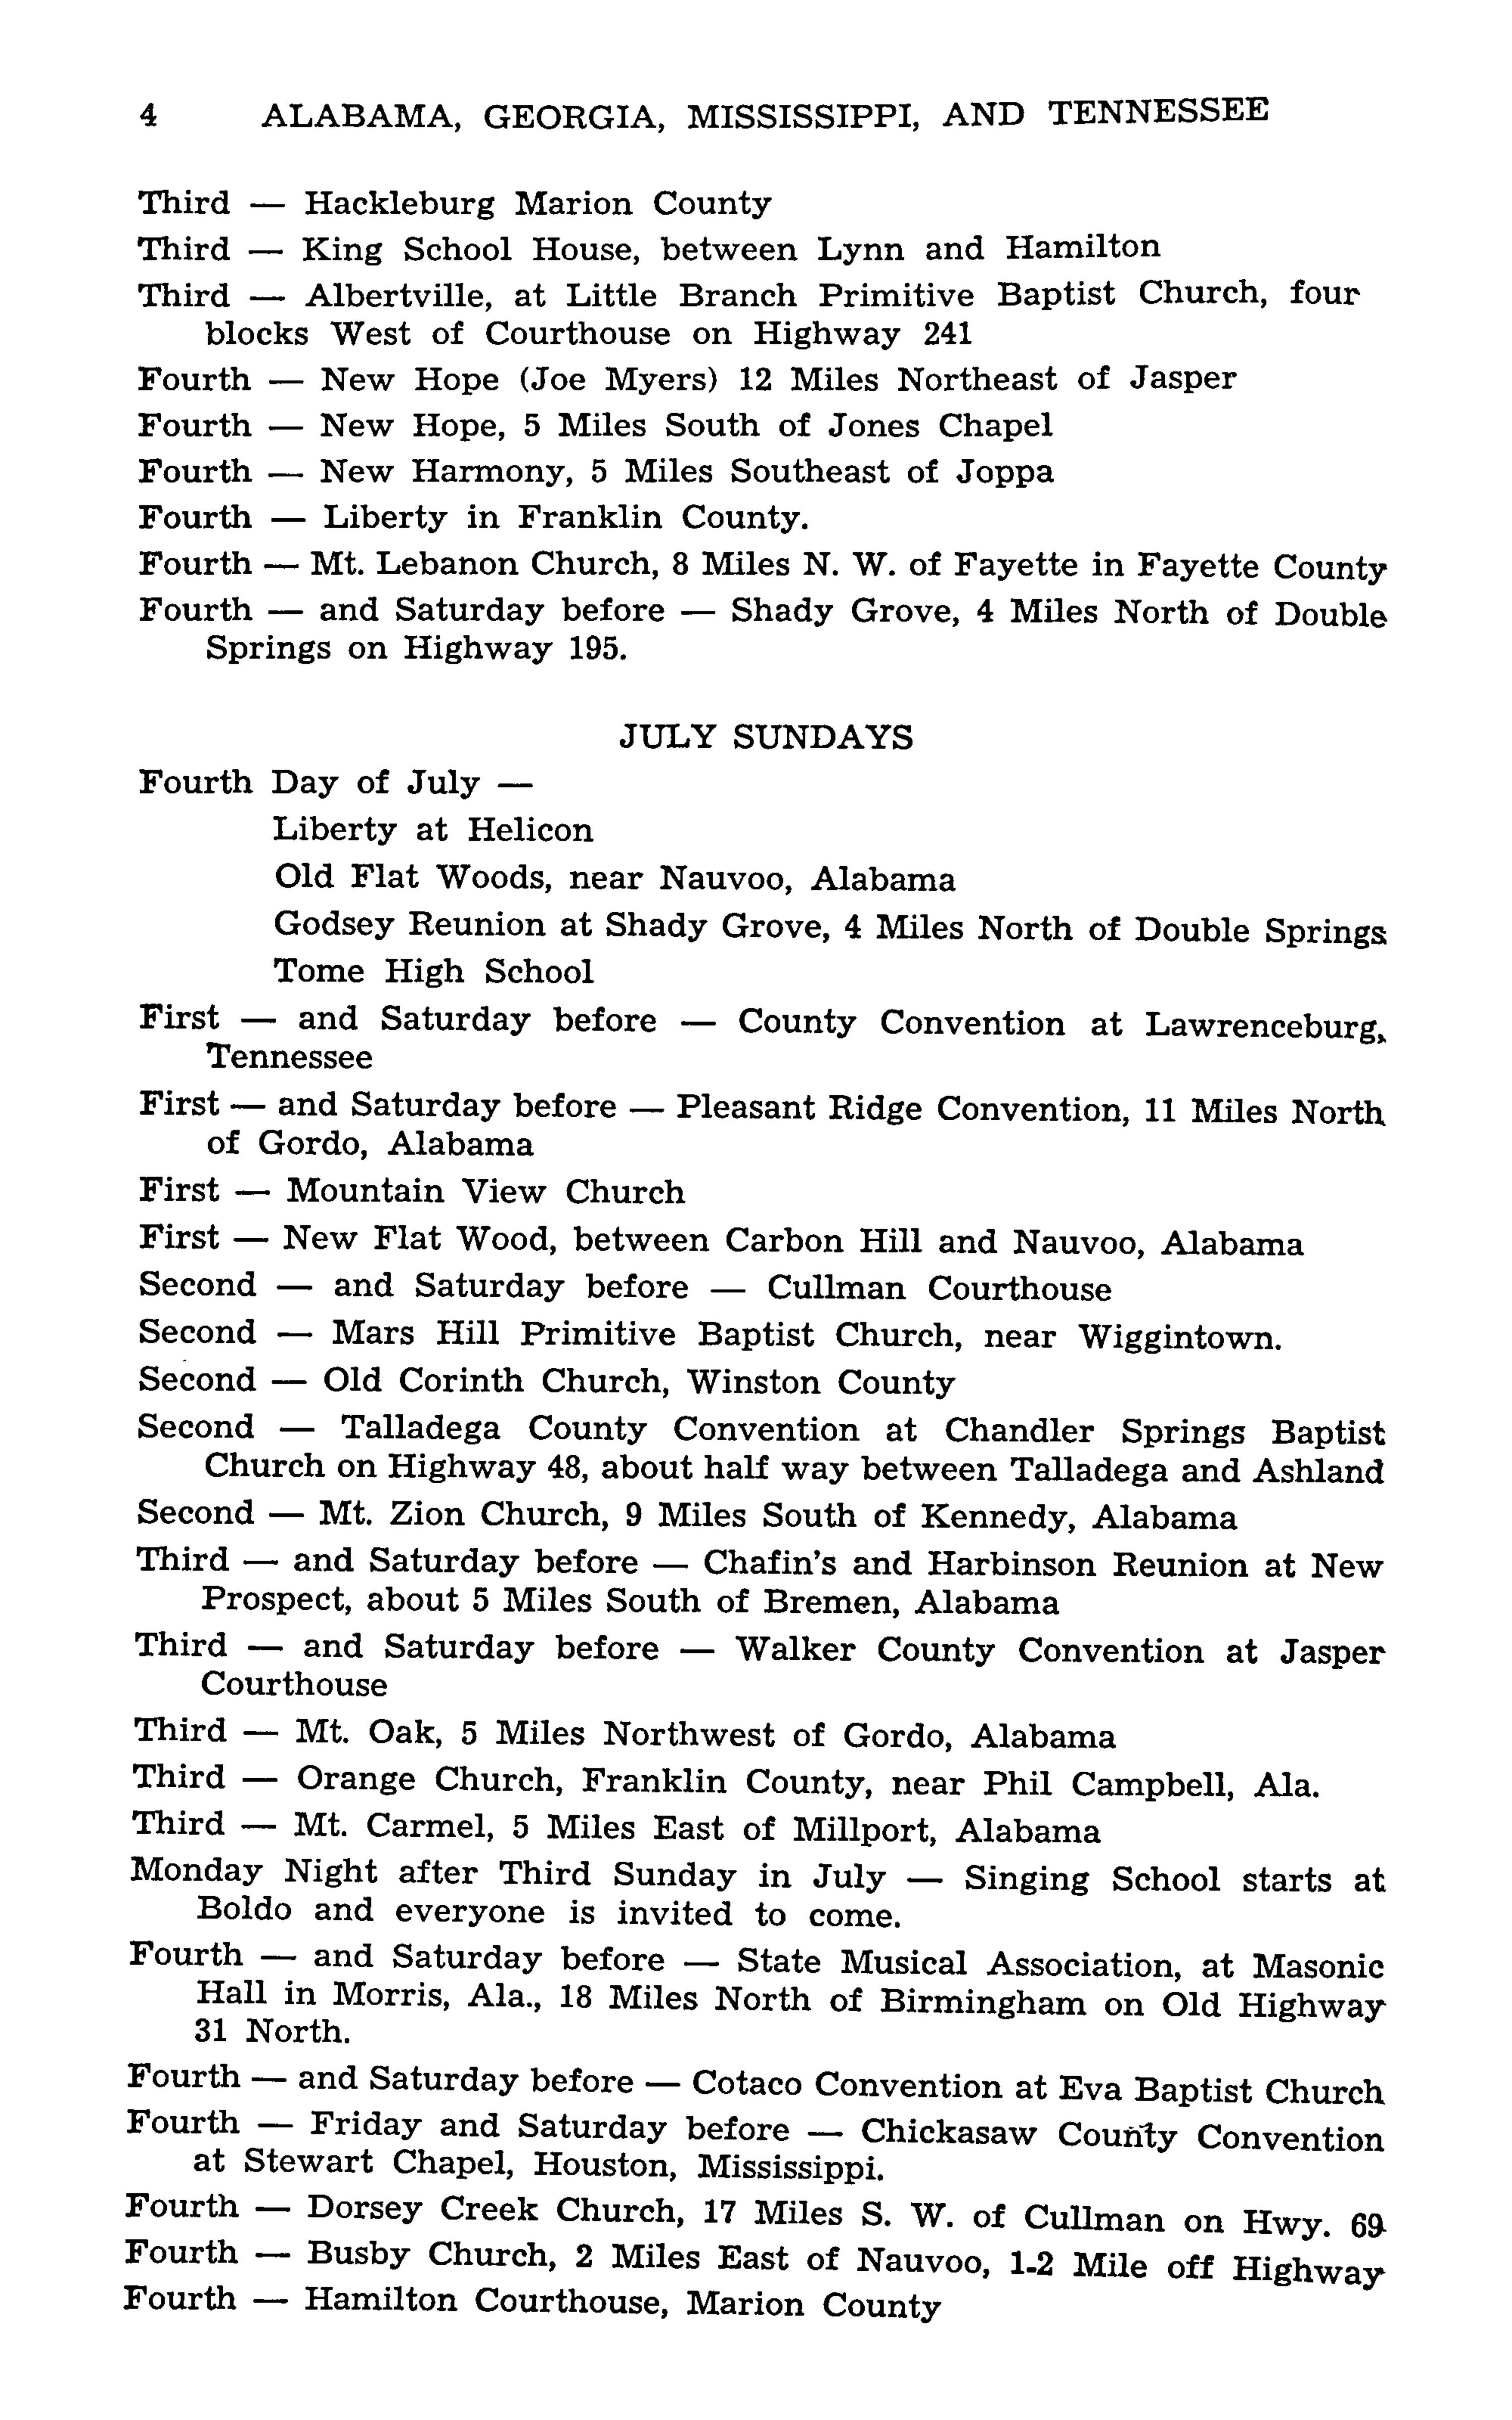 4 ALABAMA, GEORGIA, MISSISSIPPI, AND TENNESSEE
Third — Hackleburg Marion County
Third — King School House, between Lynn and Hamilton
Third — Albertville, at Little Branch Primitive Baptist Church, four
blocks West of Courthouse on Highway 241
Fourth — New Hope (Joe Myers) 12 Miles Northeast of Jasper
Fourth — New Hope, 5 Miles South of Jones Chapel
Fourth — New Harmony, 5 Miles Southeast of Joppa
Fourth — Liberty in Franklin County.
Fourth — Mt. Lebanon Church, 8 Miles N. W. of Fayette in Fayette County
Fourth — and Saturday before — Shady Grove, 4 Miles North of Double
Springs on Highway 195.
JULY SUNDAYS
Fourth Day of July —
Liberty at Helicon
Old Flat Woods, near Nauvoo, Alabama
Godsey Reunion at Shady Grove, 4 Miles North of Double Springs
Tome High School
First — and Saturday before — County Convention at Lawrenceburg,
Tennessee
First — and Saturday before — Pleasant Ridge Convention, 11 Miles North
of Gordo, Alabama
First — Mountain View Church
First — New Flat Wood, between Carbon Hill and Nauvoo, Alabama
Second — and Saturday before — Cullman Courthouse
Second — Mars Hill Primitive Baptist Church, near Wiggintown.
Second — Old Corinth Church, Winston County
Second — Talladega County Convention at Chandler Springs Baptist
Church on Highway 48, about half way between Talladega and Ashland
Second — Mt. Zion Church, 9 Miles South of Kennedy, Alabama
Third — and Saturday before — Chafin's and Harbinson Reunion at New
Prospect, about 5 Miles South of Bremen, Alabama
Third — and Saturday before — Walker County Convention at Jasper
Courthouse
Third — Mt. Oak, 5 Miles Northwest of Gordo, Alabama
Third — Orange Church, Franklin County, near Phil Campbell, Ala.
Third — Mt. Carmel, 5 Miles East of Millport, Alabama
Monday Night after Third Sunday in July — Singing School starts at
Boldo and everyone is invited to come.
Fourth — and Saturday before — State Musical Association, at Masonic
Hall in Morris, Ala., 18 Miles North of Birmingham on Old Highway
31 North.
Fourth — and Saturday before — Cotaco Convention at Eva Baptist Church
Fourth — Friday and Saturday before — Chickasaw County Convention
at Stewart Chapel, Houston, Mississippi.
Fourth — Dorsey Creek Church, 17 Miles S. W. of Cullman on Hwy. 69
Fourth — Busby Church, 2 Miles East of Nauvoo, 1-2 Mile off Highway
Fourth — Hamilton Courthouse, Marion County